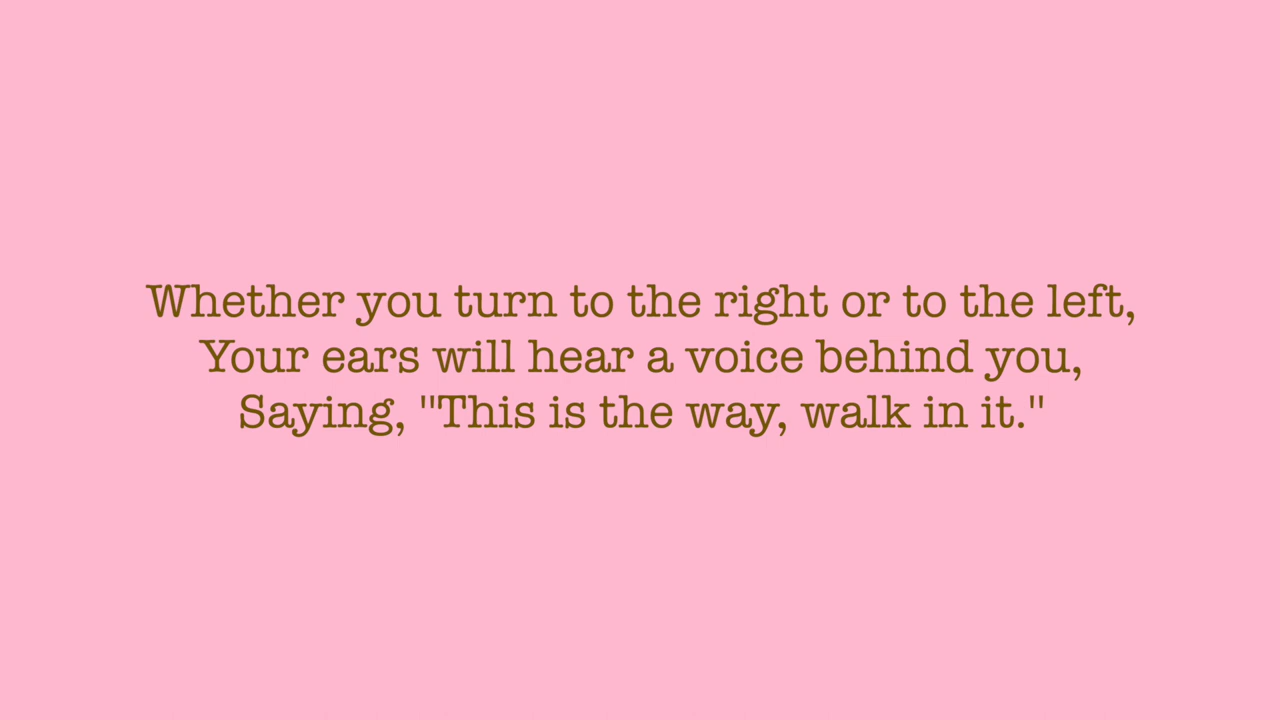 Whether you turn to the right or to the left,
Your ears will hear a voice behind you,
Saying, "This is the way, walk in it."